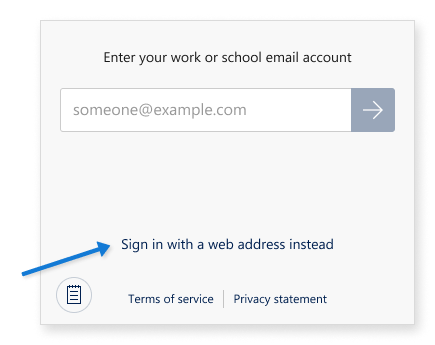 Enter your work or school email account
someone@example.com
Sign in with a web address instead
Terms of service
Privacy statement